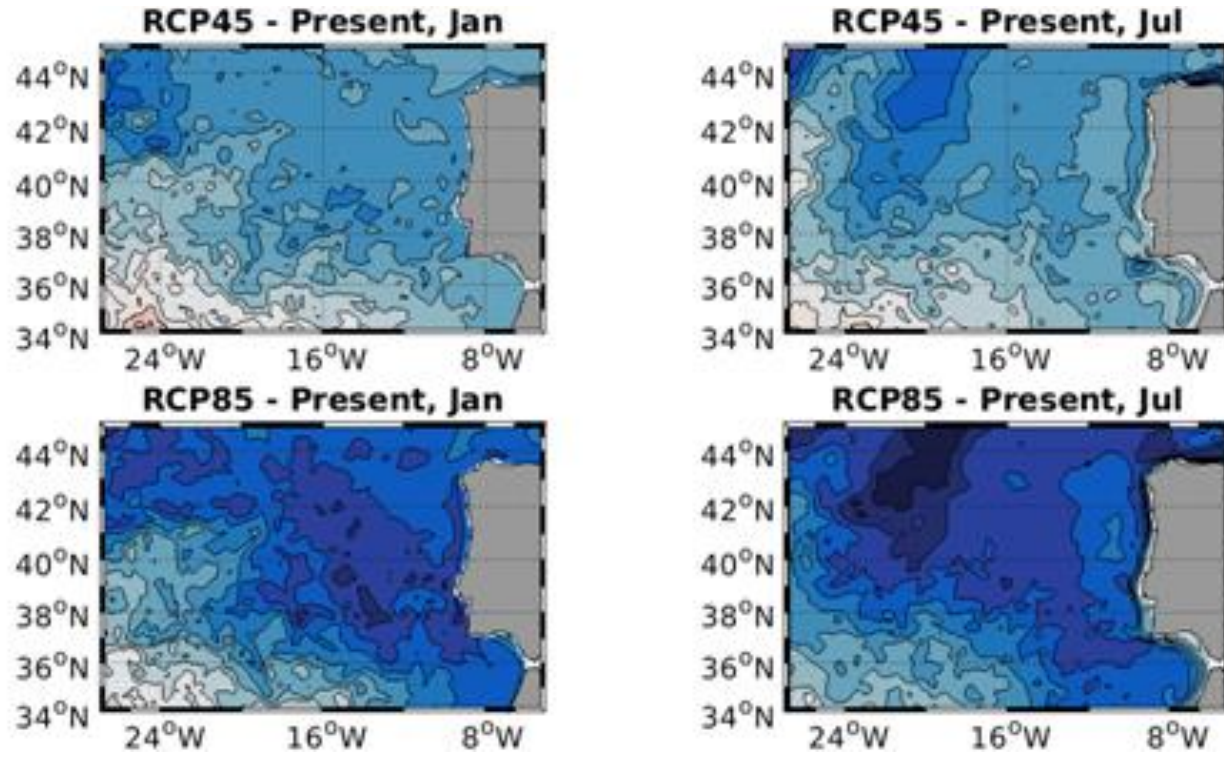 RCP45 - Present, Jan
RCP45 - Present, Jul
44°N
42°N
40°N
38°N
36°N
34°N
24°W 16°W 8°W
44°N
42°N
40°N
38°N
36°N
34°N
24°W 16°W 8°W
RCP85 - Present, Jan
RCP85 - Present, Jul
44°N
42°N
40°N
38°N
36°N
34°N
24°W 16°W 8°W
44°N
42°N
40°N
38°N
36°N
34°N
24°W 16°W 8°W